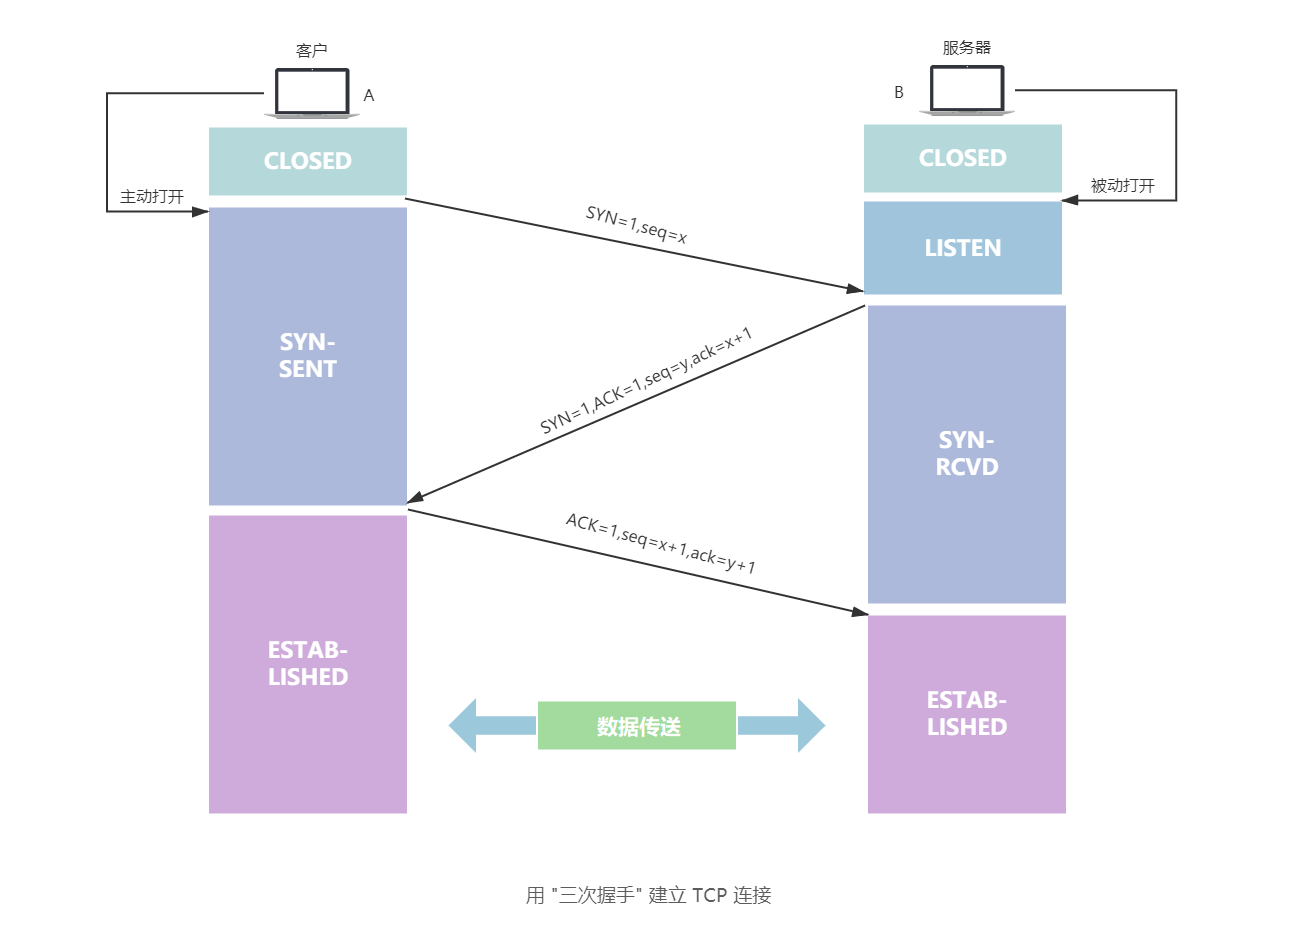 客户
服务器
A
B
CLOSED
CLOSED
主动打开
被动打开
SYN=1,seq=x
LISTEN
SYN-
SENT
SYN=1,ACK=1,seq=y,ack=x+1
SYN-
RCVD
ACK=1,seq=x+1,ack=y+1
ESTAB-
LISHED
ESTAB-
LISHED
数据传送
用 "三次握手" 建立 TCP 连接